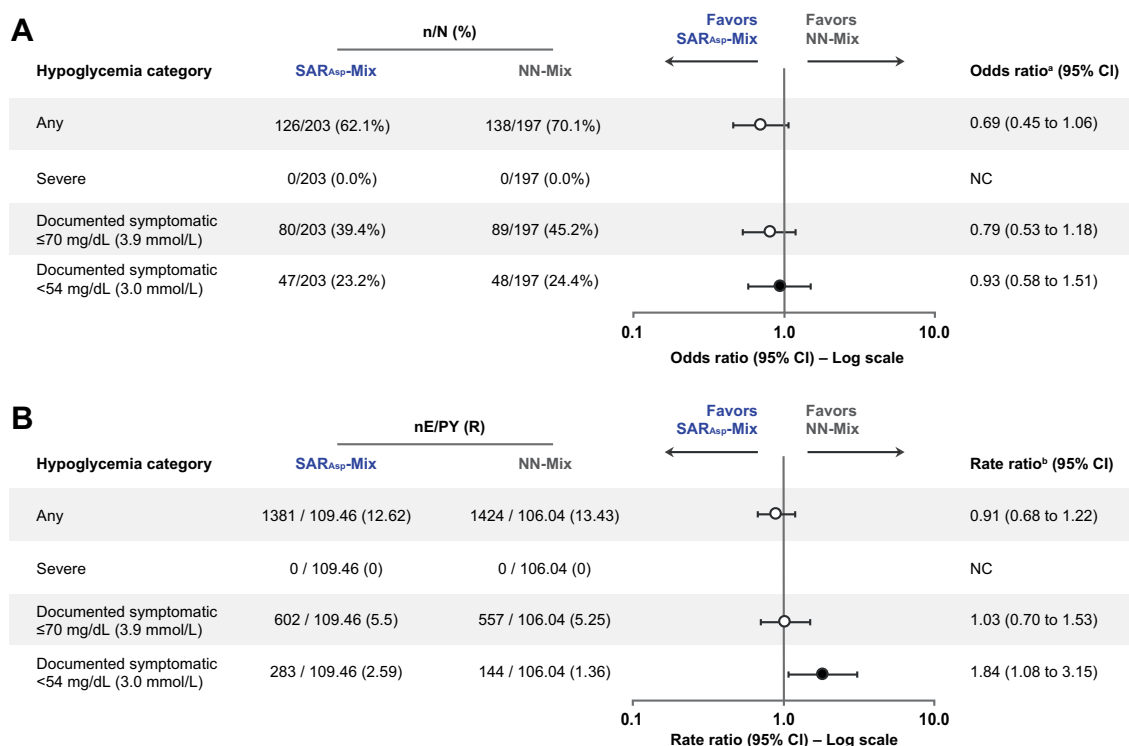 A
n/N (%)
Favors SARAsp-Mix
Favors NN-Mix
Hypoglycemia category SARAsp-Mix NN-Mix Odds ratioᵃ (95% CI)
Any 126/203 (62.1%) 138/197 (70.1%) 0.69 (0.45 to 1.06)
Severe 0/203 (0.0%) 0/197 (0.0%) NC
Documented symptomatic
≤70 mg/dL (3.9 mmol/L) 80/203 (39.4%) 89/197 (45.2%) 0.79 (0.53 to 1.18)
Documented symptomatic
<54 mg/dL (3.0 mmol/L) 47/203 (23.2%) 48/197 (24.4%) 0.93 (0.58 to 1.51)
0.1 1.0 10.0
Odds ratio (95% CI) – Log scale
B
nE/PY (R)
Favors SARAsp-Mix
Favors NN-Mix
Hypoglycemia category SARAsp-Mix NN-Mix Rate ratioᵇ (95% CI)
Any 1381 / 109.46 (12.62) 1424 / 106.04 (13.43) 0.91 (0.68 to 1.22)
Severe 0 / 109.46 (0) 0 / 106.04 (0) NC
Documented symptomatic
≤70 mg/dL (3.9 mmol/L) 602 / 109.46 (5.5) 557 / 106.04 (5.25) 1.03 (0.70 to 1.53)
Documented symptomatic
<54 mg/dL (3.0 mmol/L) 283 / 109.46 (2.59) 144 / 106.04 (1.36) 1.84 (1.08 to 3.15)
0.1 1.0 10.0
Rate ratio (95% CI) – Log scale